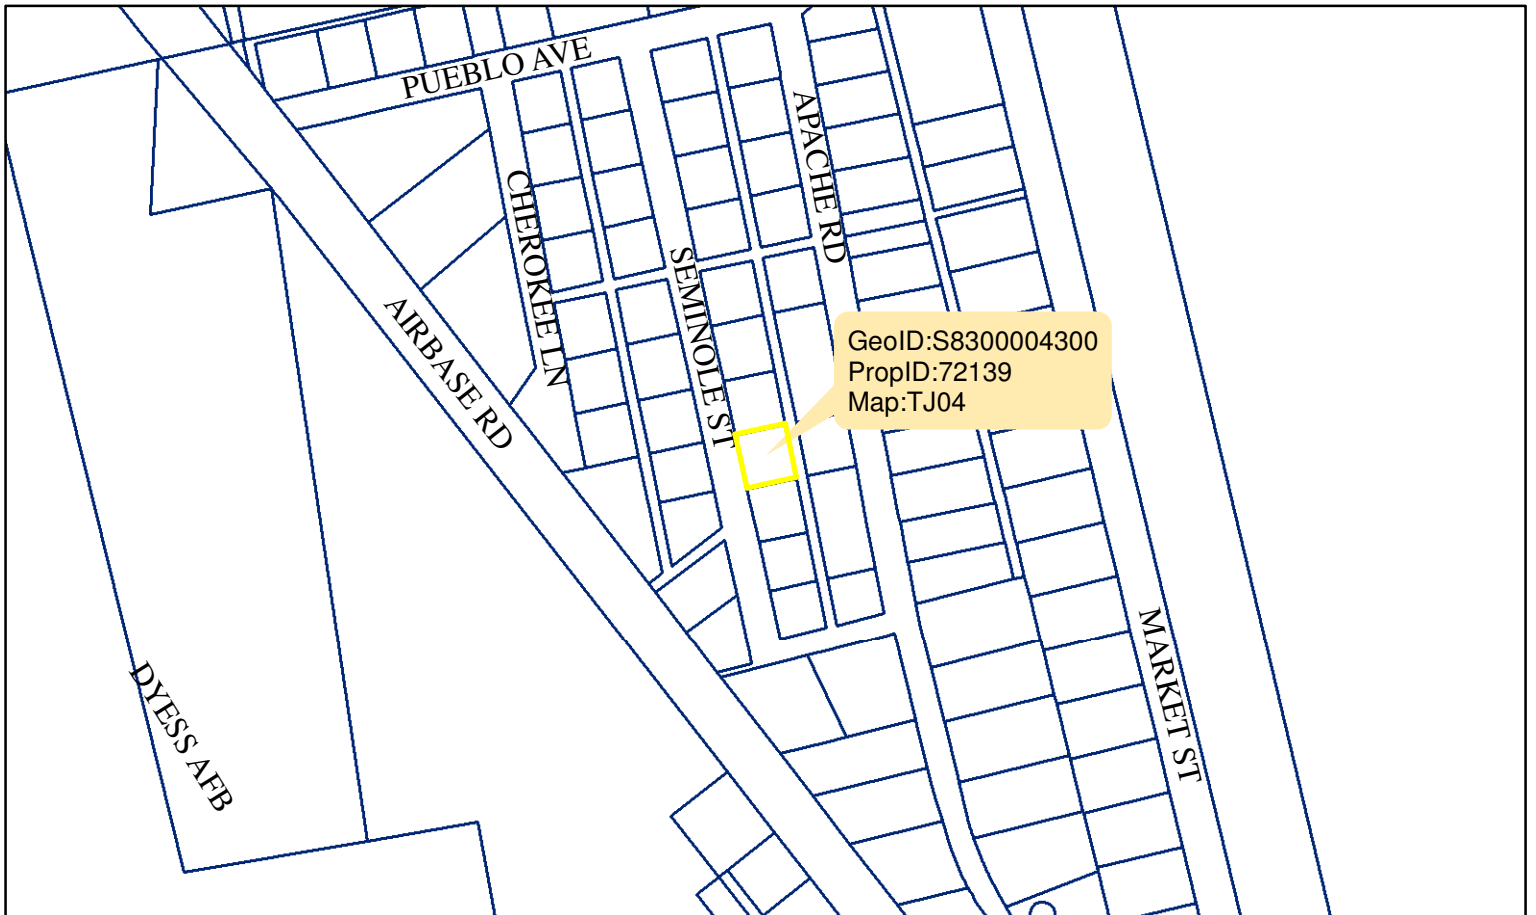 PUEBLO AVE
APACHE RD
CHEROKEE LN
SEMINOLE ST
AIRBASE RD
GeoID:S8300004300
PropID:72139
Map:TJ04
MARKET ST
DYESS AFB